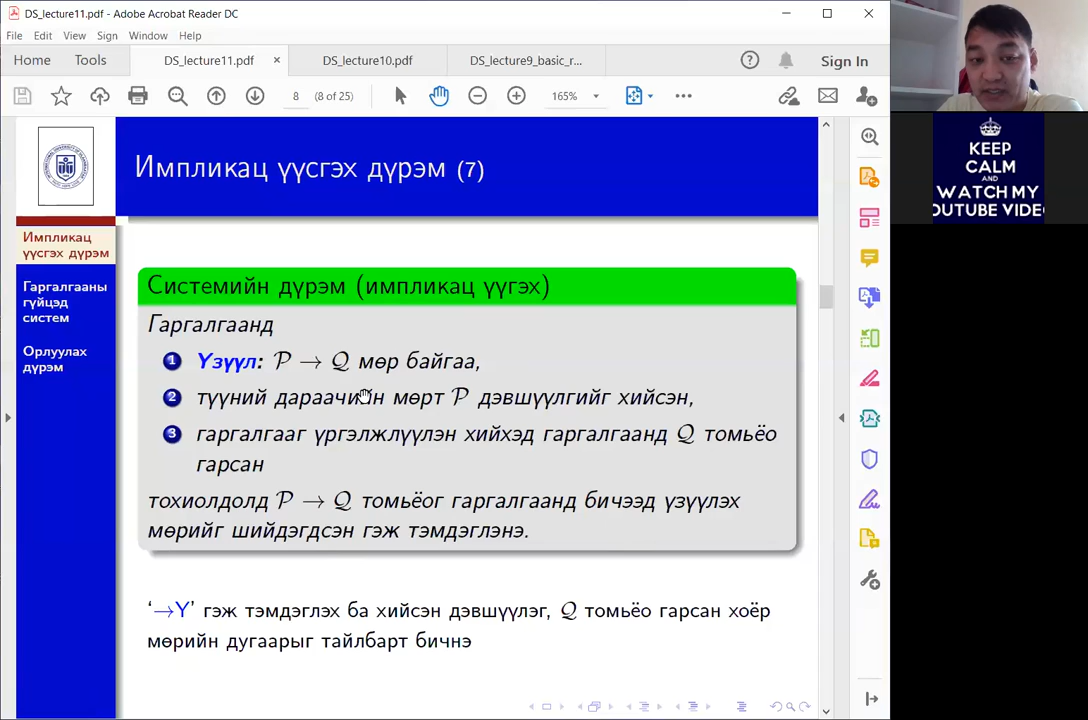 DS_lecture11.pdf - Adobe Acrobat Reader DC
File Edit View Sign Window Help
Home Tools DS_lecture11.pdf × DS_lecture10.pdf DS_lecture9_basic_r... Sign In
8 (8 of 25) 165%
KEEP
CALM
AND
WATCH MY
OUTUBE VIDE
Импликац үүсгэх дүрэм (7)
Импликац
үүсгэх дүрэм
Гаргалгааны
гүйцэд
систем
Орлуулах
дүрэм
Системийн дүрэм (импликац үүгэх)
Гаргалгаанд
1 Үзүүл: P → Q мөр байгаа,
2 түүний дараачийн мөрт P дэвшүүлгийг хийсэн,
3 гаргалгааг үргэлжлүүлэн хийхэд гаргалгаанд Q томьёо
гарсан
тохиолдолд P → Q томьёог гаргалгаанд бичээд үзүүлэх
мөрийг шийдэгдсэн гэж тэмдэглэнэ.
‘→Y’ гэж тэмдэглэх ба хийсэн дэвшүүлэг, Q томьёо гарсан хоёр
мөрийн дугаарыг тайлбарт бичнэ